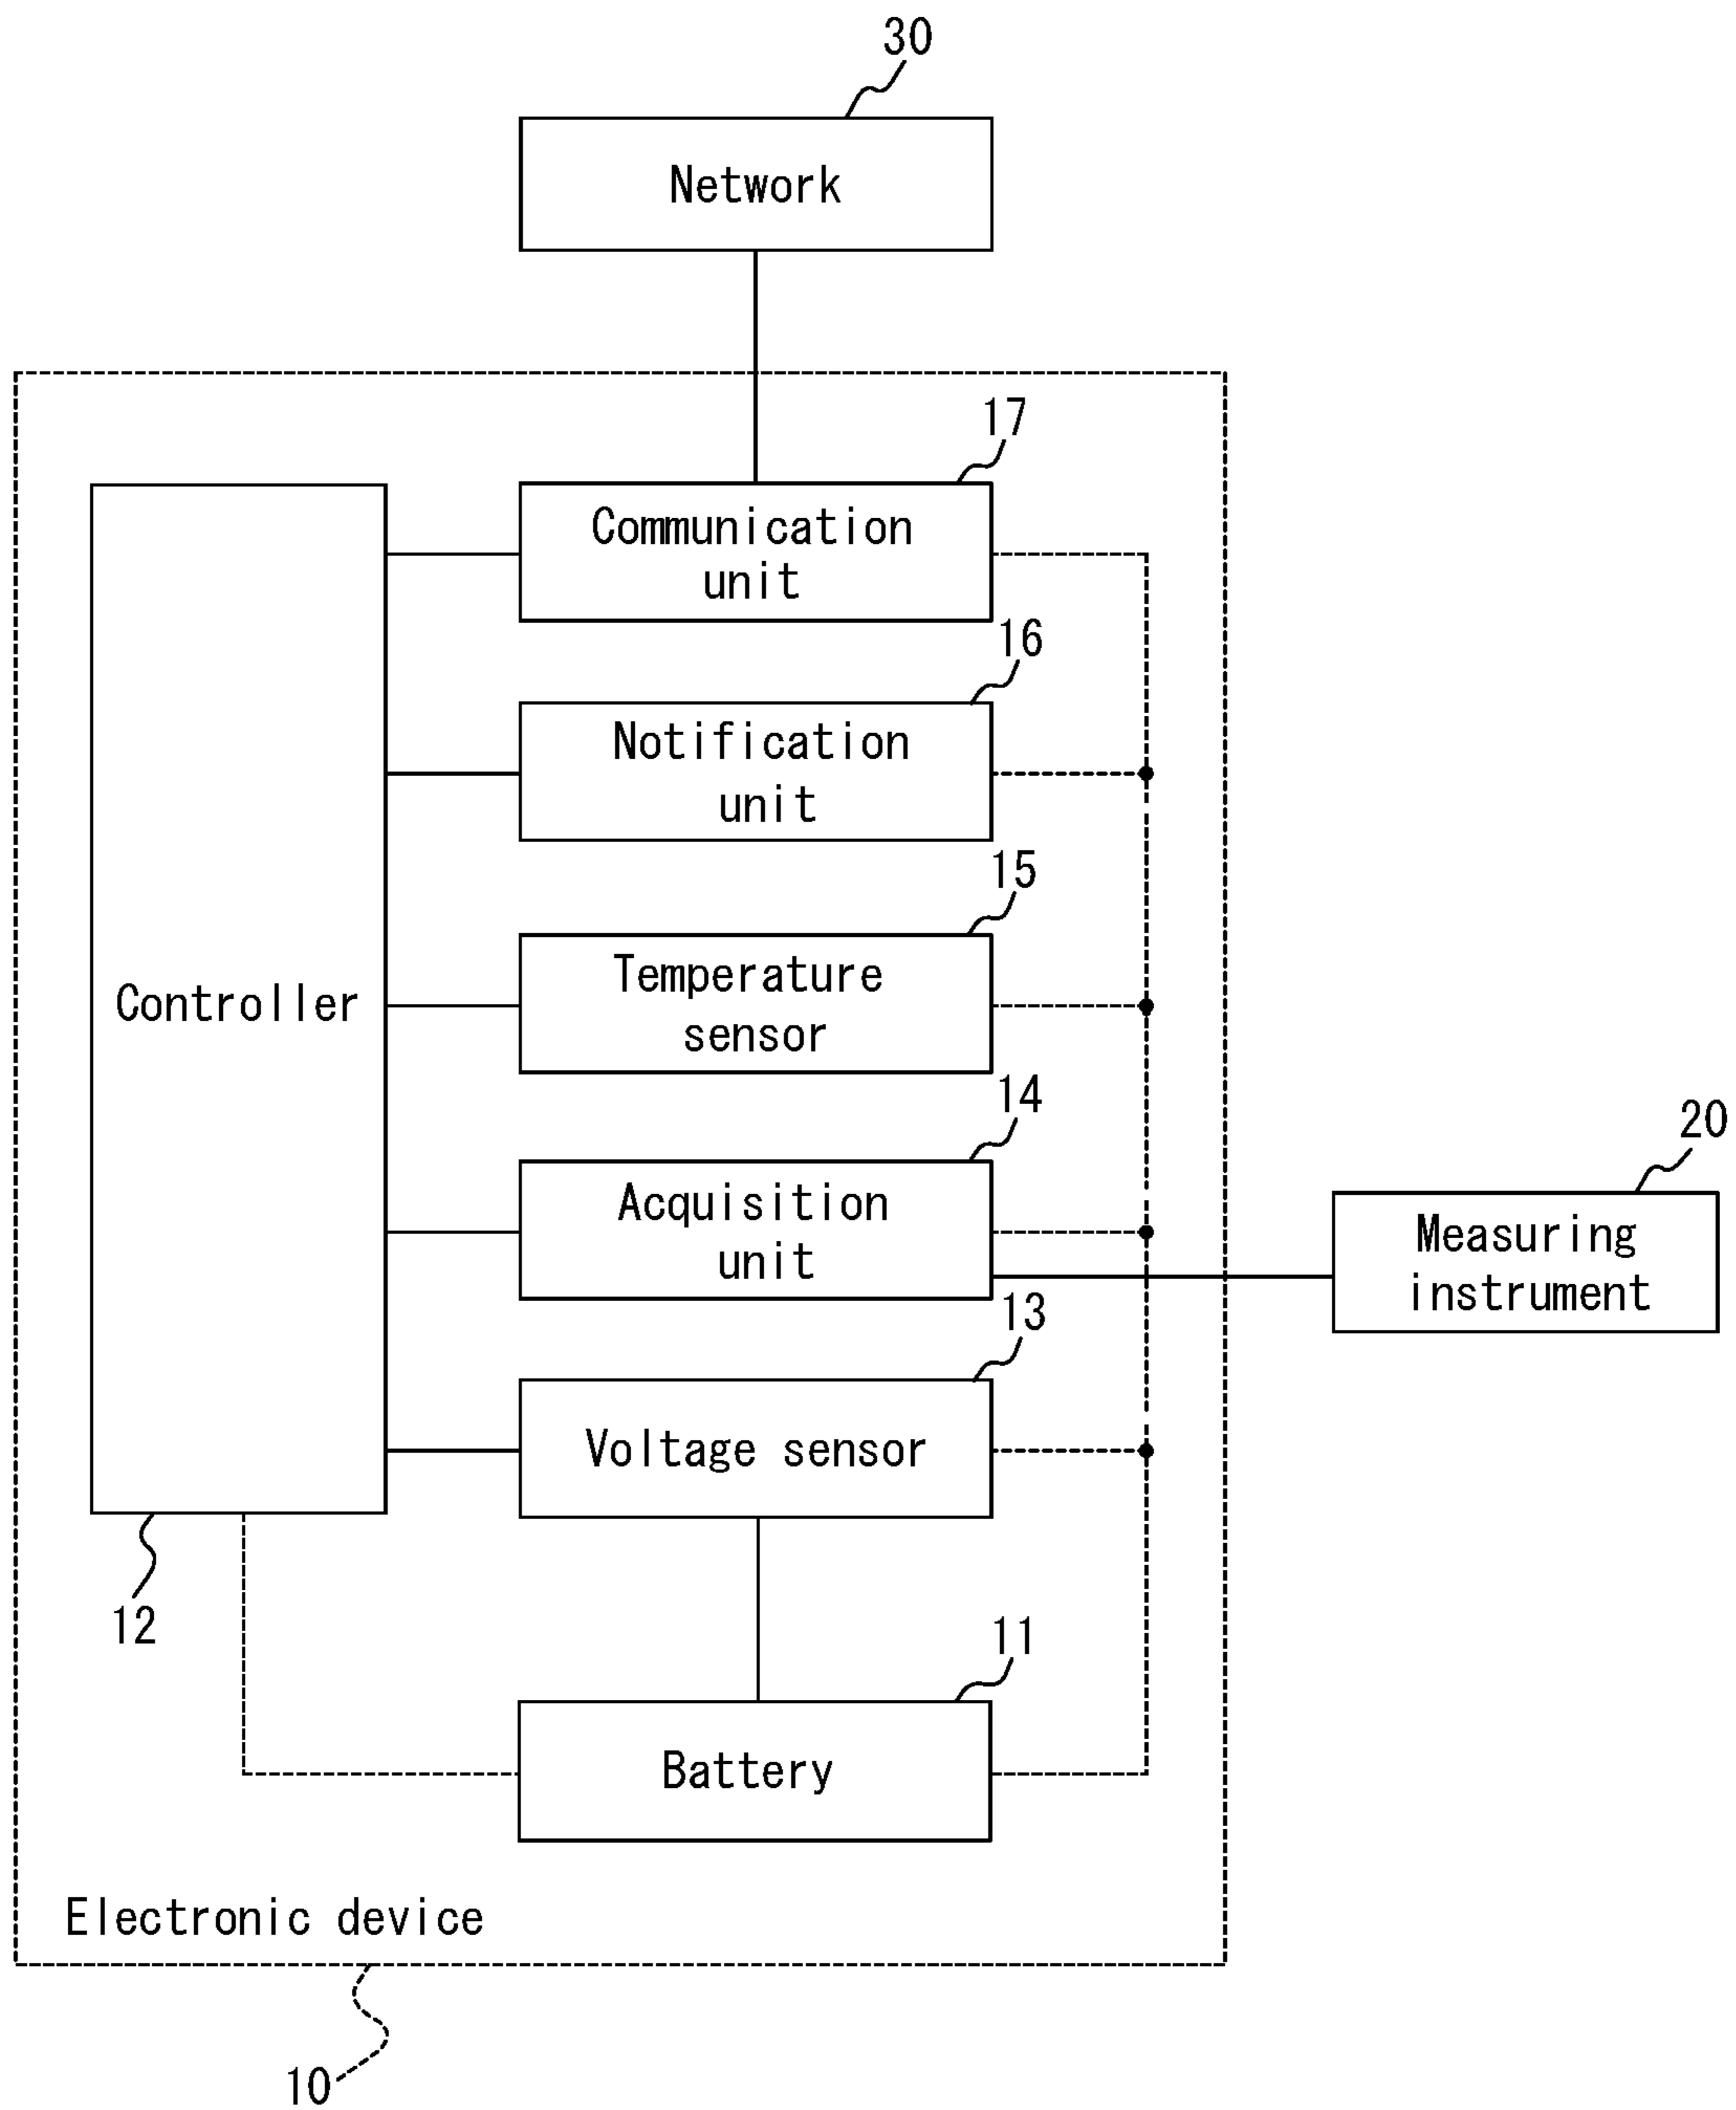 30
Network
17
Communication
unit
16
Notification
unit
15
Temperature
sensor
Controller
14
Acquisition
unit
20
Measuring
instrument
13
Voltage sensor
12
11
Battery
Electronic device
10